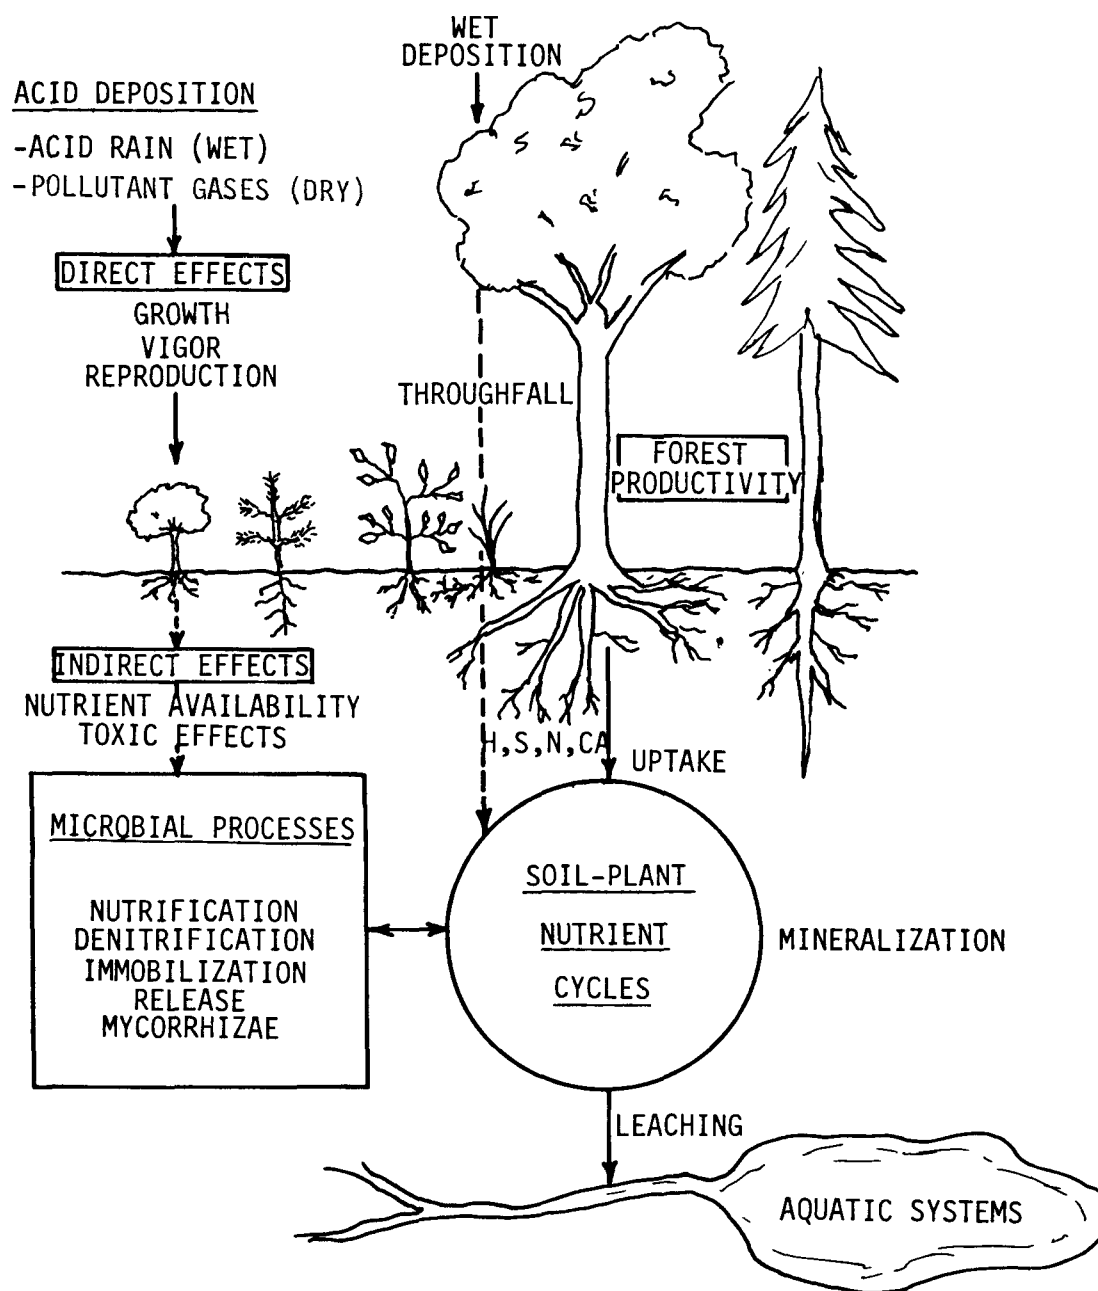 WET
DEPOSITION
ACID DEPOSITION
-ACID RAIN (WET)
-POLLUTANT GASES (DRY)
DIRECT EFFECTS
GROWTH
VIGOR
REPRODUCTION
THROUGHFALL
FOREST
PRODUCTIVITY
INDIRECT EFFECTS
NUTRIENT AVAILABILITY
TOXIC EFFECTS
H,S,N,CA
UPTAKE
MICROBIAL PROCESSES
NUTRIFICATION
DENITRIFICATION
IMMOBILIZATION
RELEASE
MYCORRHIZAE
SOIL-PLANT
NUTRIENT
CYCLES
MINERALIZATION
LEACHING
AQUATIC SYSTEMS